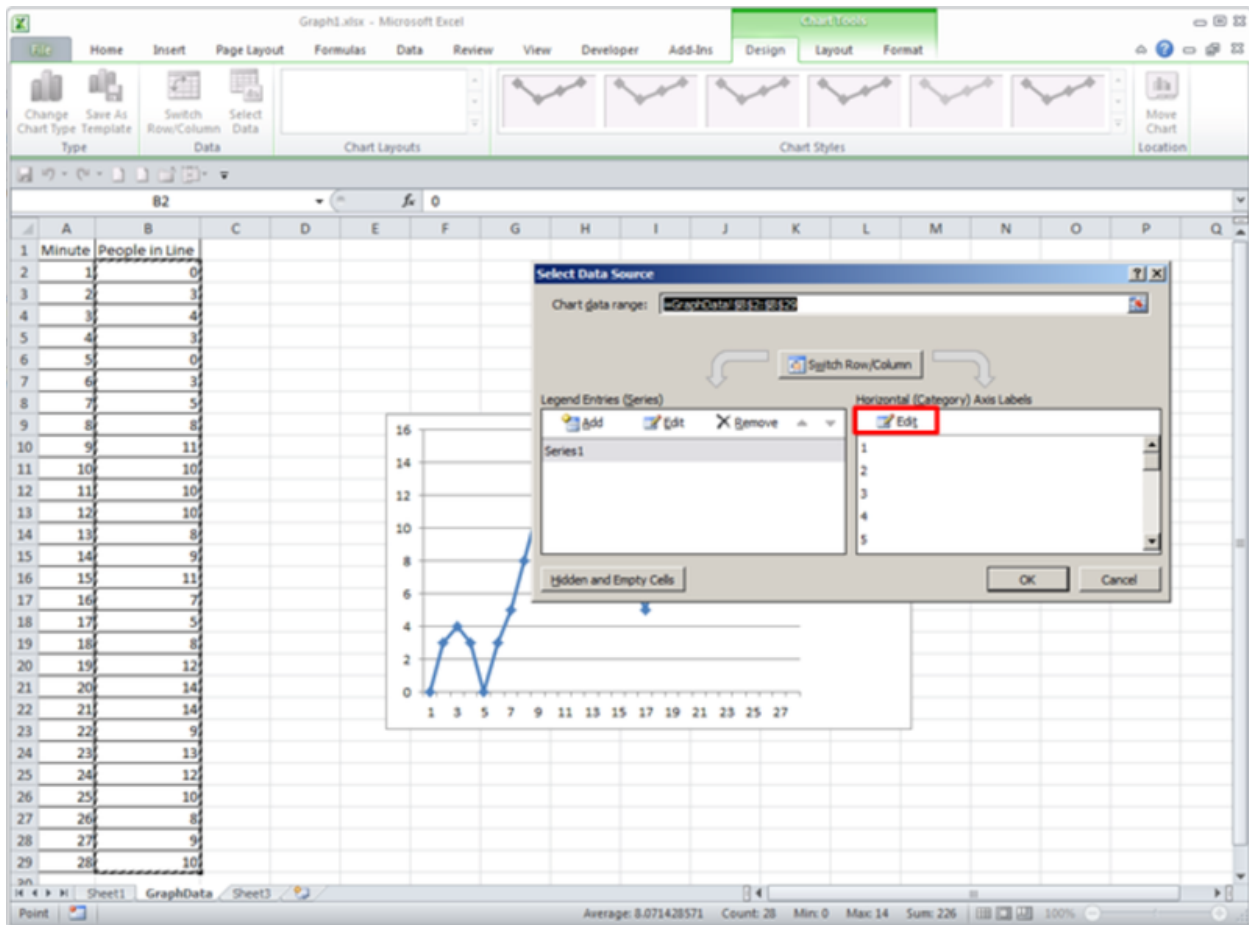 Graph1.xlsx - Microsoft Excel
Chart Tools
File Home Insert Page Layout Formulas Data Review View Developer Add-Ins Design Layout Format
Change Chart Type
Save As Template
Switch Row/Column
Select Data
Move Chart
Type Data Chart Layouts Chart Styles Location
B2 fx 0
A B C D E F G H I J K L M N O P Q
1 Minute People in Line
2 1 0
3 2 3
4 3 4
5 4 3
6 5 0
7 6 3
8 7 5
9 8 8
10 9 11
11 10 10
12 11 10
13 12 10
14 13 8
15 14 9
16 15 11
17 16 7
18 17 5
19 18 8
20 19 12
21 20 14
22 21 14
23 22 9
24 23 13
25 24 12
26 25 10
27 26 8
28 27 9
29 28 10
30
16
14
12
10
8
6
4
2
0
1 3 5 7 9 11 13 15 17 19 21 23 25 27
Select Data Source
Chart data range: =GraphData!$B$2:$B$29
Switch Row/Column
Legend Entries (Series)
Add Edit Remove
Series1
Horizontal (Category) Axis Labels
Edit
1
2
3
4
5
Hidden and Empty Cells OK Cancel
Sheet1 GraphData Sheet3
Point Average: 8.071428571 Count: 28 Min: 0 Max: 14 Sum: 226 100%